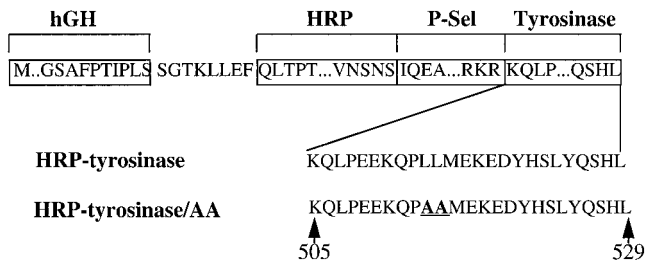 hGH HRP P-Sel Tyrosinase
M..GSAFPTIPLS SGTKLLEF QLTPT...VNSNS IQEA...RKR KQLP...QSHL
HRP-tyrosinase KQLPEEKQPLLMEKEDYHSLYQSHL
HRP-tyrosinase/AA KQLPEEKQPAAMEKEDYHSLYQSHL
505 529